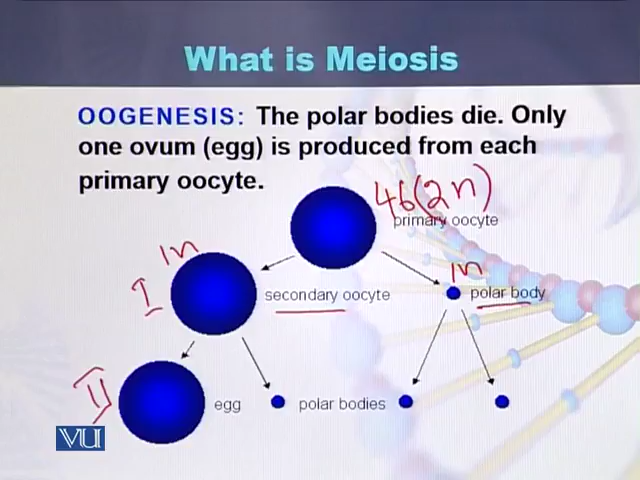 What is Meiosis
OOGENESIS: The polar bodies die. Only
one ovum (egg) is produced from each
primary oocyte.
46(2n)
primary oocyte
1n
1n
I
secondary oocyte
polar body
II
egg
polar bodies
VU